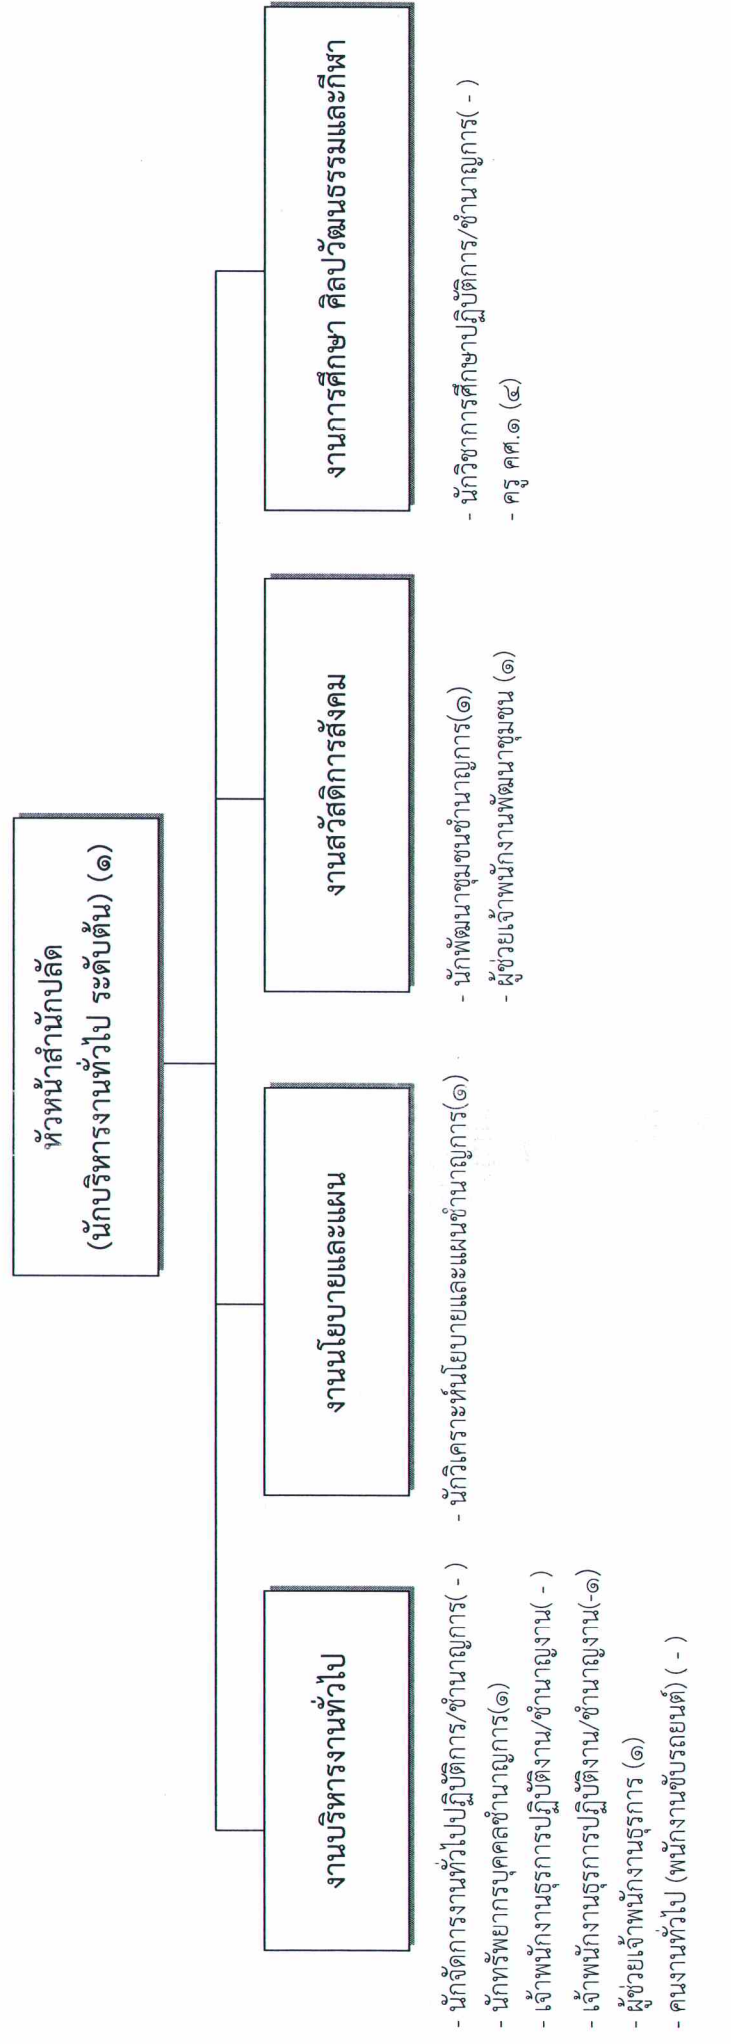 หัวหน้าสำนักปลัด
(นักบริหารงานทั่วไป ระดับต้น) (๑)
งานบริหารงานทั่วไป
- นักจัดการงานทั่วไปปฏิบัติการ/ชำนาญการ( - )
- นักทรัพยากรบุคคลชำนาญการ(๑)
- เจ้าพนักงานธุรการปฏิบัติงาน/ชำนาญงาน( - )
- เจ้าพนักงานธุรการปฏิบัติงาน/ชำนาญงาน(-๑)
- ผู้ช่วยเจ้าพนักงานธุรการ (๑)
- คนงานทั่วไป (พนักงานขับรถยนต์) ( - )
งานนโยบายและแผน
- นักวิเคราะห์นโยบายและแผนชำนาญการ(๑)
งานสวัสดิการสังคม
- นักพัฒนาชุมชนชำนาญการ(๑)
- ผู้ช่วยเจ้าพนักงานพัฒนาชุมชน (๑)
งานการศึกษา ศิลปวัฒนธรรมและกีฬา
- นักวิชาการศึกษาปฏิบัติการ/ชำนาญการ( - )
- ครู คศ.๑ (๔)